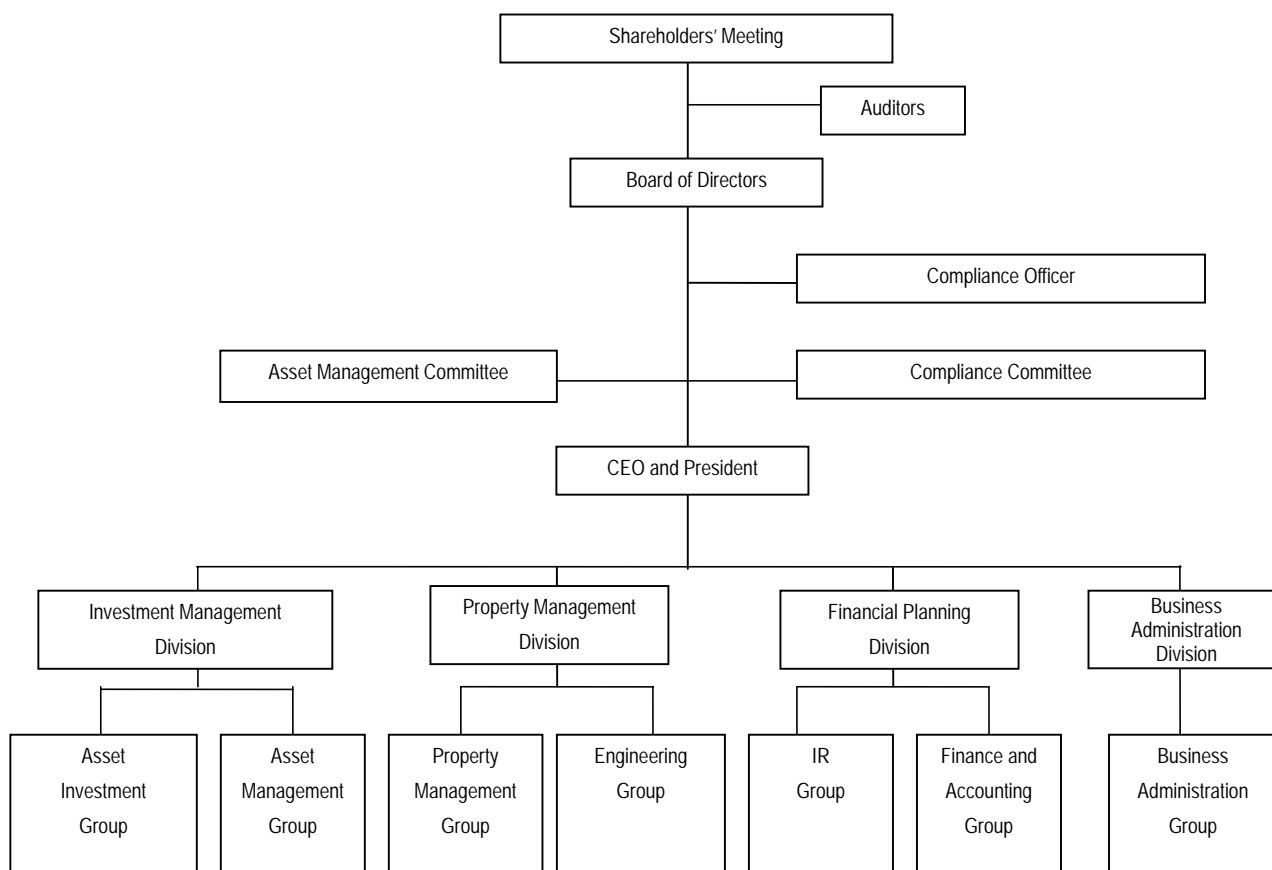 Shareholders' Meeting
Auditors
Board of Directors
Compliance Officer
Asset Management Committee
Compliance Committee
CEO and President
Investment Management
Division
Property Management
Division
Financial Planning
Division
Business
Administration
Division
Asset
Investment
Group
Asset
Management
Group
Property
Management
Group
Engineering
Group
IR
Group
Finance and
Accounting
Group
Business
Administration
Group